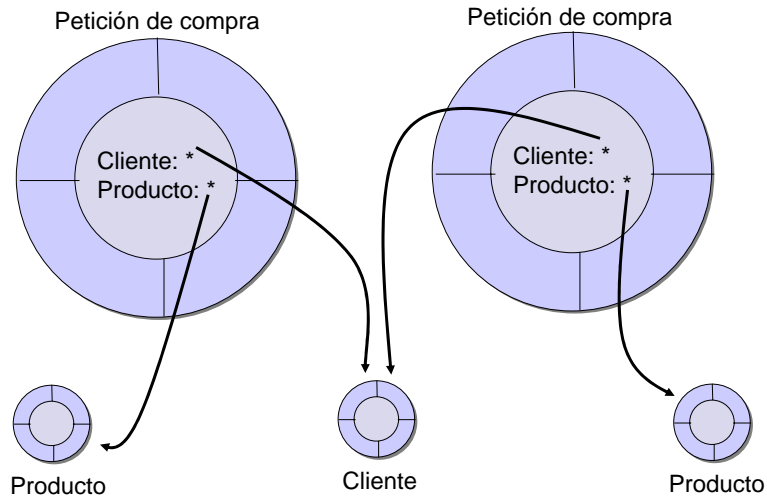 Petición de compra
Cliente: *
Producto: *
Petición de compra
Cliente: *
Producto: *
Producto
Cliente
Producto